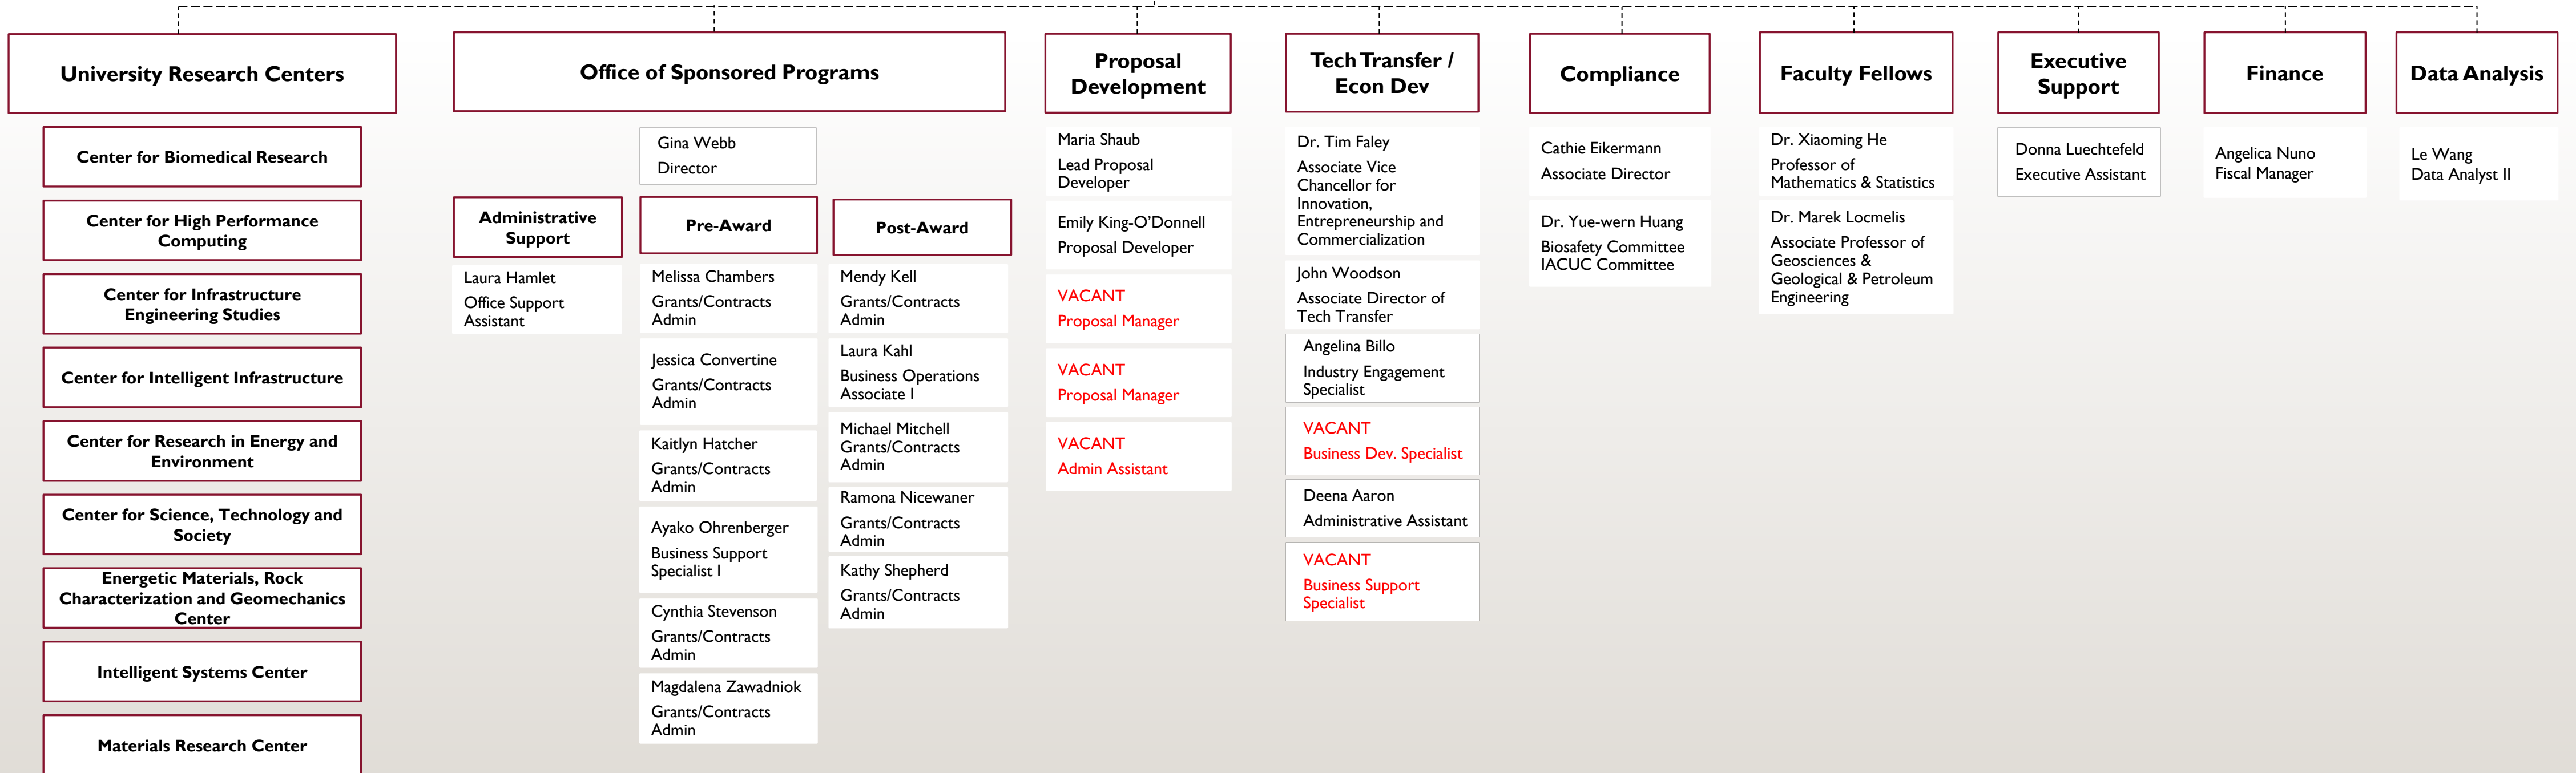 University Research Centers
Center for Biomedical Research
Center for High Performance
Computing
Center for Infrastructure
Engineering Studies
Center for Intelligent Infrastructure
Center for Research in Energy and
Environment
Center for Science, Technology and
Society
Energetic Materials, Rock
Characterization and Geomechanics
Center
Intelligent Systems Center
Materials Research Center
Office of Sponsored Programs
Gina Webb
Director
Administrative
Support
Laura Hamlet
Office Support
Assistant
Pre-Award
Melissa Chambers
Grants/Contracts
Admin
Jessica Convertine
Grants/Contracts
Admin
Kaitlyn Hatcher
Grants/Contracts
Admin
Ayako Ohrenberger
Business Support
Specialist I
Cynthia Stevenson
Grants/Contracts
Admin
Magdalena Zawadniok
Grants/Contracts
Admin
Post-Award
Mendy Kell
Grants/Contracts
Admin
Laura Kahl
Business Operations
Associate I
Michael Mitchell
Grants/Contracts
Admin
Ramona Nicewaner
Grants/Contracts
Admin
Kathy Shepherd
Grants/Contracts
Admin
Proposal
Development
Maria Shaub
Lead Proposal
Developer
Emily King-O’Donnell
Proposal Developer
VACANT
Proposal Manager
VACANT
Proposal Manager
VACANT
Admin Assistant
Tech Transfer /
Econ Dev
Dr. Tim Faley
Associate Vice
Chancellor for
Innovation,
Entrepreneurship and
Commercialization
John Woodson
Associate Director of
Tech Transfer
Angelina Billo
Industry Engagement
Specialist
VACANT
Business Dev. Specialist
Deena Aaron
Administrative Assistant
VACANT
Business Support
Specialist
Compliance
Cathie Eikermann
Associate Director
Dr. Yue-wern Huang
Biosafety Committee
IACUC Committee
Faculty Fellows
Dr. Xiaoming He
Professor of
Mathematics & Statistics
Dr. Marek Locmelis
Associate Professor of
Geosciences &
Geological & Petroleum
Engineering
Executive
Support
Donna Luechtefeld
Executive Assistant
Finance
Angelica Nuno
Fiscal Manager
Data Analysis
Le Wang
Data Analyst II